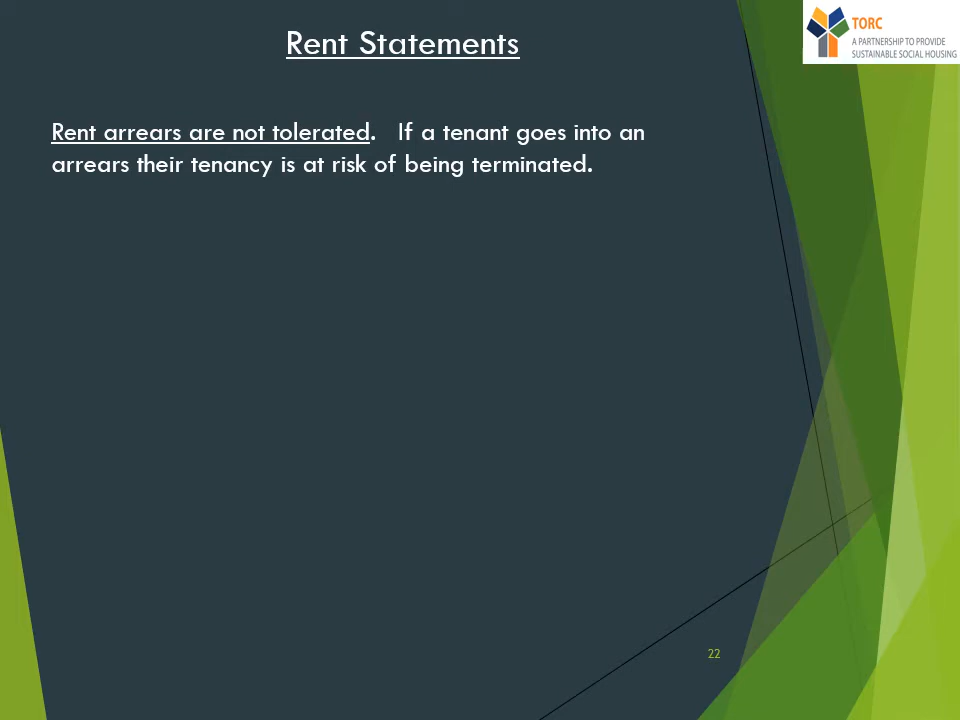 Rent Statements
TORC
A PARTNERSHIP TO PROVIDE
SUSTAINABLE SOCIAL HOUSING
Rent arrears are not tolerated. If a tenant goes into an
arrears their tenancy is at risk of being terminated.
22